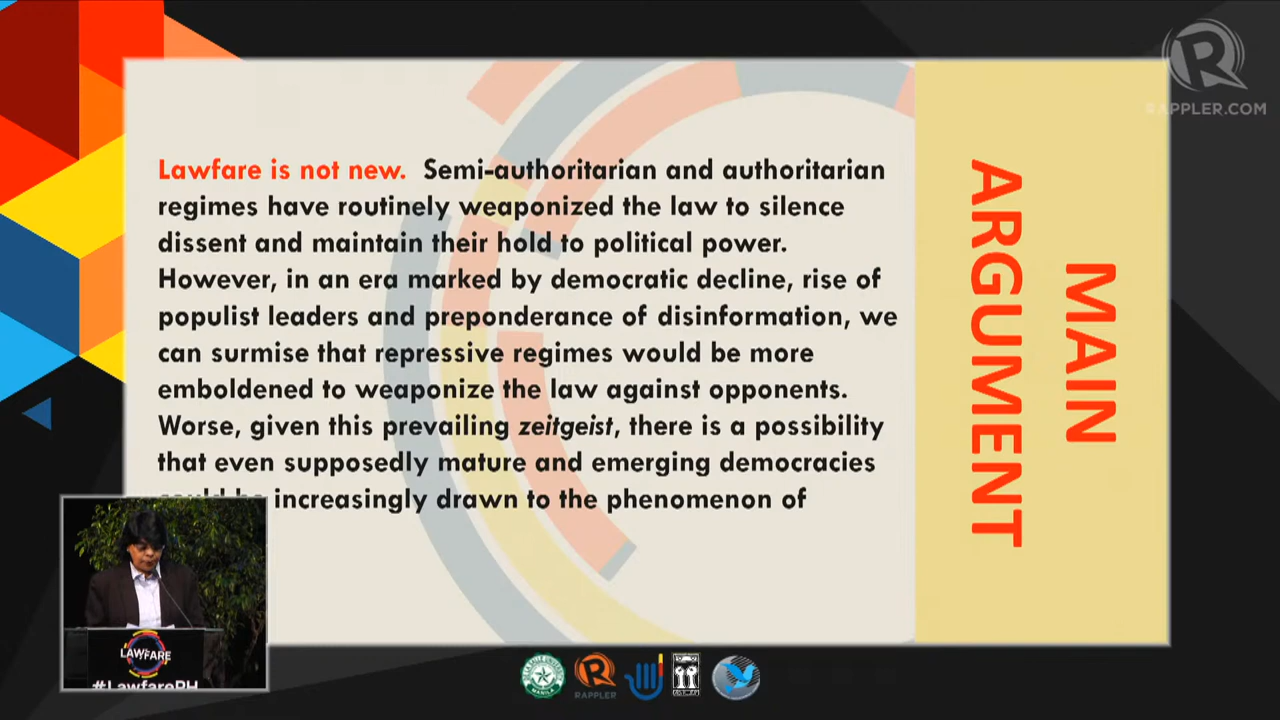 RAPPLER.COM
Lawfare is not new. Semi-authoritarian and authoritarian
regimes have routinely weaponized the law to silence
dissent and maintain their hold to political power.
However, in an era marked by democratic decline, rise of
populist leaders and preponderance of disinformation, we
can surmise that repressive regimes would be more
emboldened to weaponize the law against opponents.
Worse, given this prevailing zeitgeist, there is a possibility
that even supposedly mature and emerging democracies
could be increasingly drawn to the phenomenon of
MAIN
ARGUMENT
LAWFARE
#LawfarePH
RAPPLER